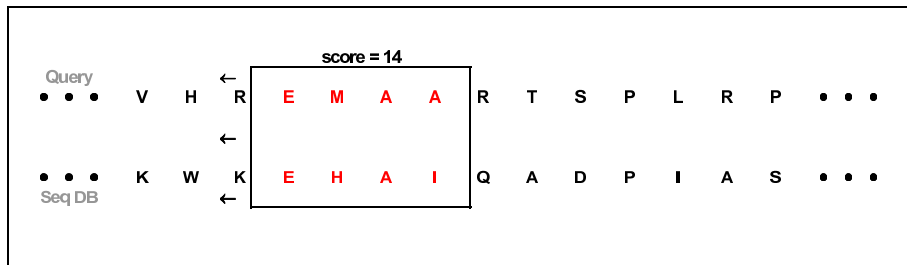 score = 14
Query
• • • V H R E M A A R T S P L R P • • •
• • • K W K E H A I Q A D P I A S • • •
Seq DB